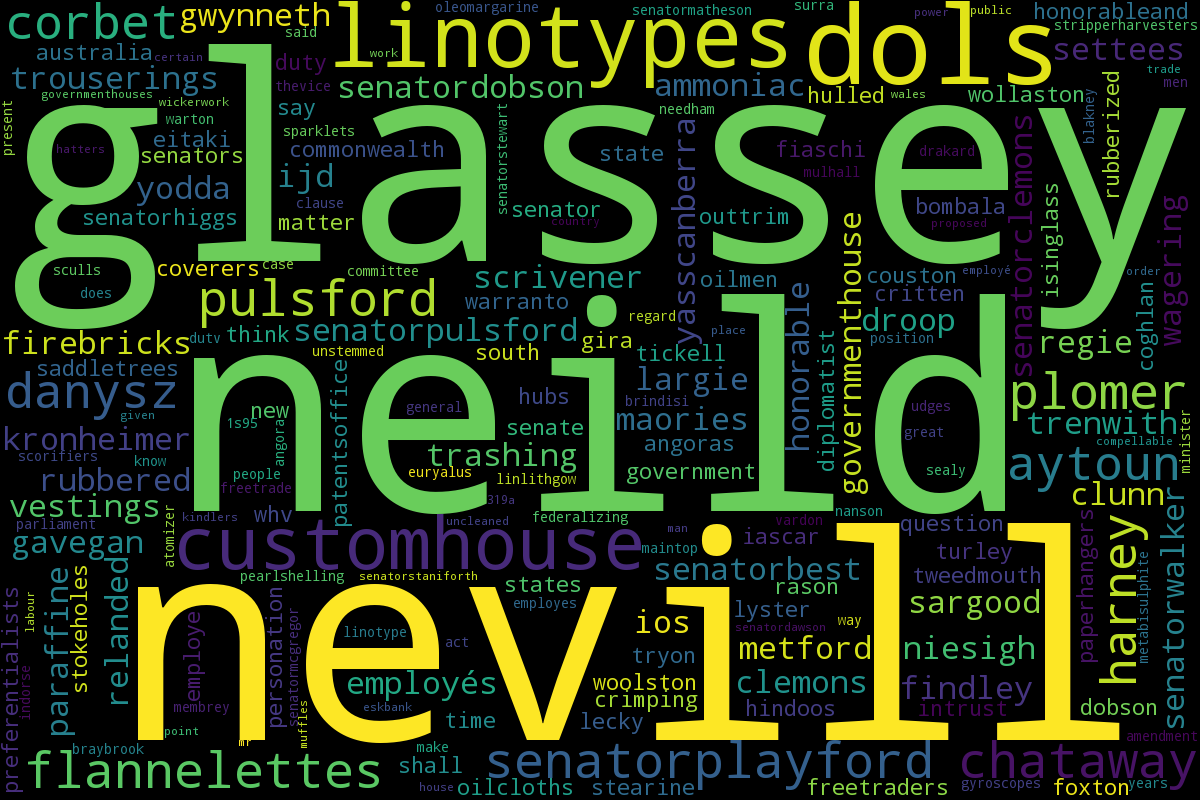 oleomargarine
senatormatheson
surra
power
public
honorableand
corbet
gwynneth
linotypes
dols
stripperharvesters
said
australia
certain
work
duty
settees
trouserings
thevice
senatordobson
ammoniac
trade
men
governmenthouses
wickerwork
say
hulled
wales
wollaston
present
warton
sparklets
needham
rubberized
blakney
hatters
eitaki
commonwealth
senatorstewart
state
yasscanberra
fiaschi
drakard
senatorclemons
senators
mulhall
glassey
yodda
ijd
clause
senator
outtrim
bombala
wagering
senatorhiggs
matter
country
proposed
isinglass
governmenthouse
sculls
coverers
case
committee
scrivener
oilmen
couston
employé
order
does
pulsford
warranto
honorable
critten
coghlan
firebricks
dutv
think
senatorpulsford
gira
regard
place
diplomatist
droop
position
regie
unstemmed
south
tickell
saddletrees
patentsoffice
neild
largie
danysz
hubs
brindisi
plomer
given
new
general
maories
udges
1s95
angora
senate
trenwith
kronheimer
angoras
great
compellable
minister
scorifiers
know
trashing
people
euryalus
government
sealy
aytoun
rubbered
freetrade
linlithgow
319a
clunn
vestings
whv
federalizing
nanson
parliament
kindlers
uncleaned
man
vardon
question
atomizer
customhouse
iascar
gavegan
maintop
turley
paperhangers
harney
senatorwalker
pearlshelling
senatorstaniforth
senatorbest
tweedmouth
metabisulphite
states
rason
preferentialists
labour
paraffine
stokeholes
relanded
personation
employes
lyster
sargood
nevill
memploye
senatormcgregor
linotype
act
ios
senatordawson
way
tryon
metford
niesigh
indorse
employés
woolston
clemons
findley
membrey
eskbank
crimping
hindoos
intrust
dobson
muffles
time
lecky
point
mr
amendment
braybrook
make
senatorplayford
chataway
flannelettes
shall
house
oilcloths
stearine
freetraders
gyroscopes
foxton
years